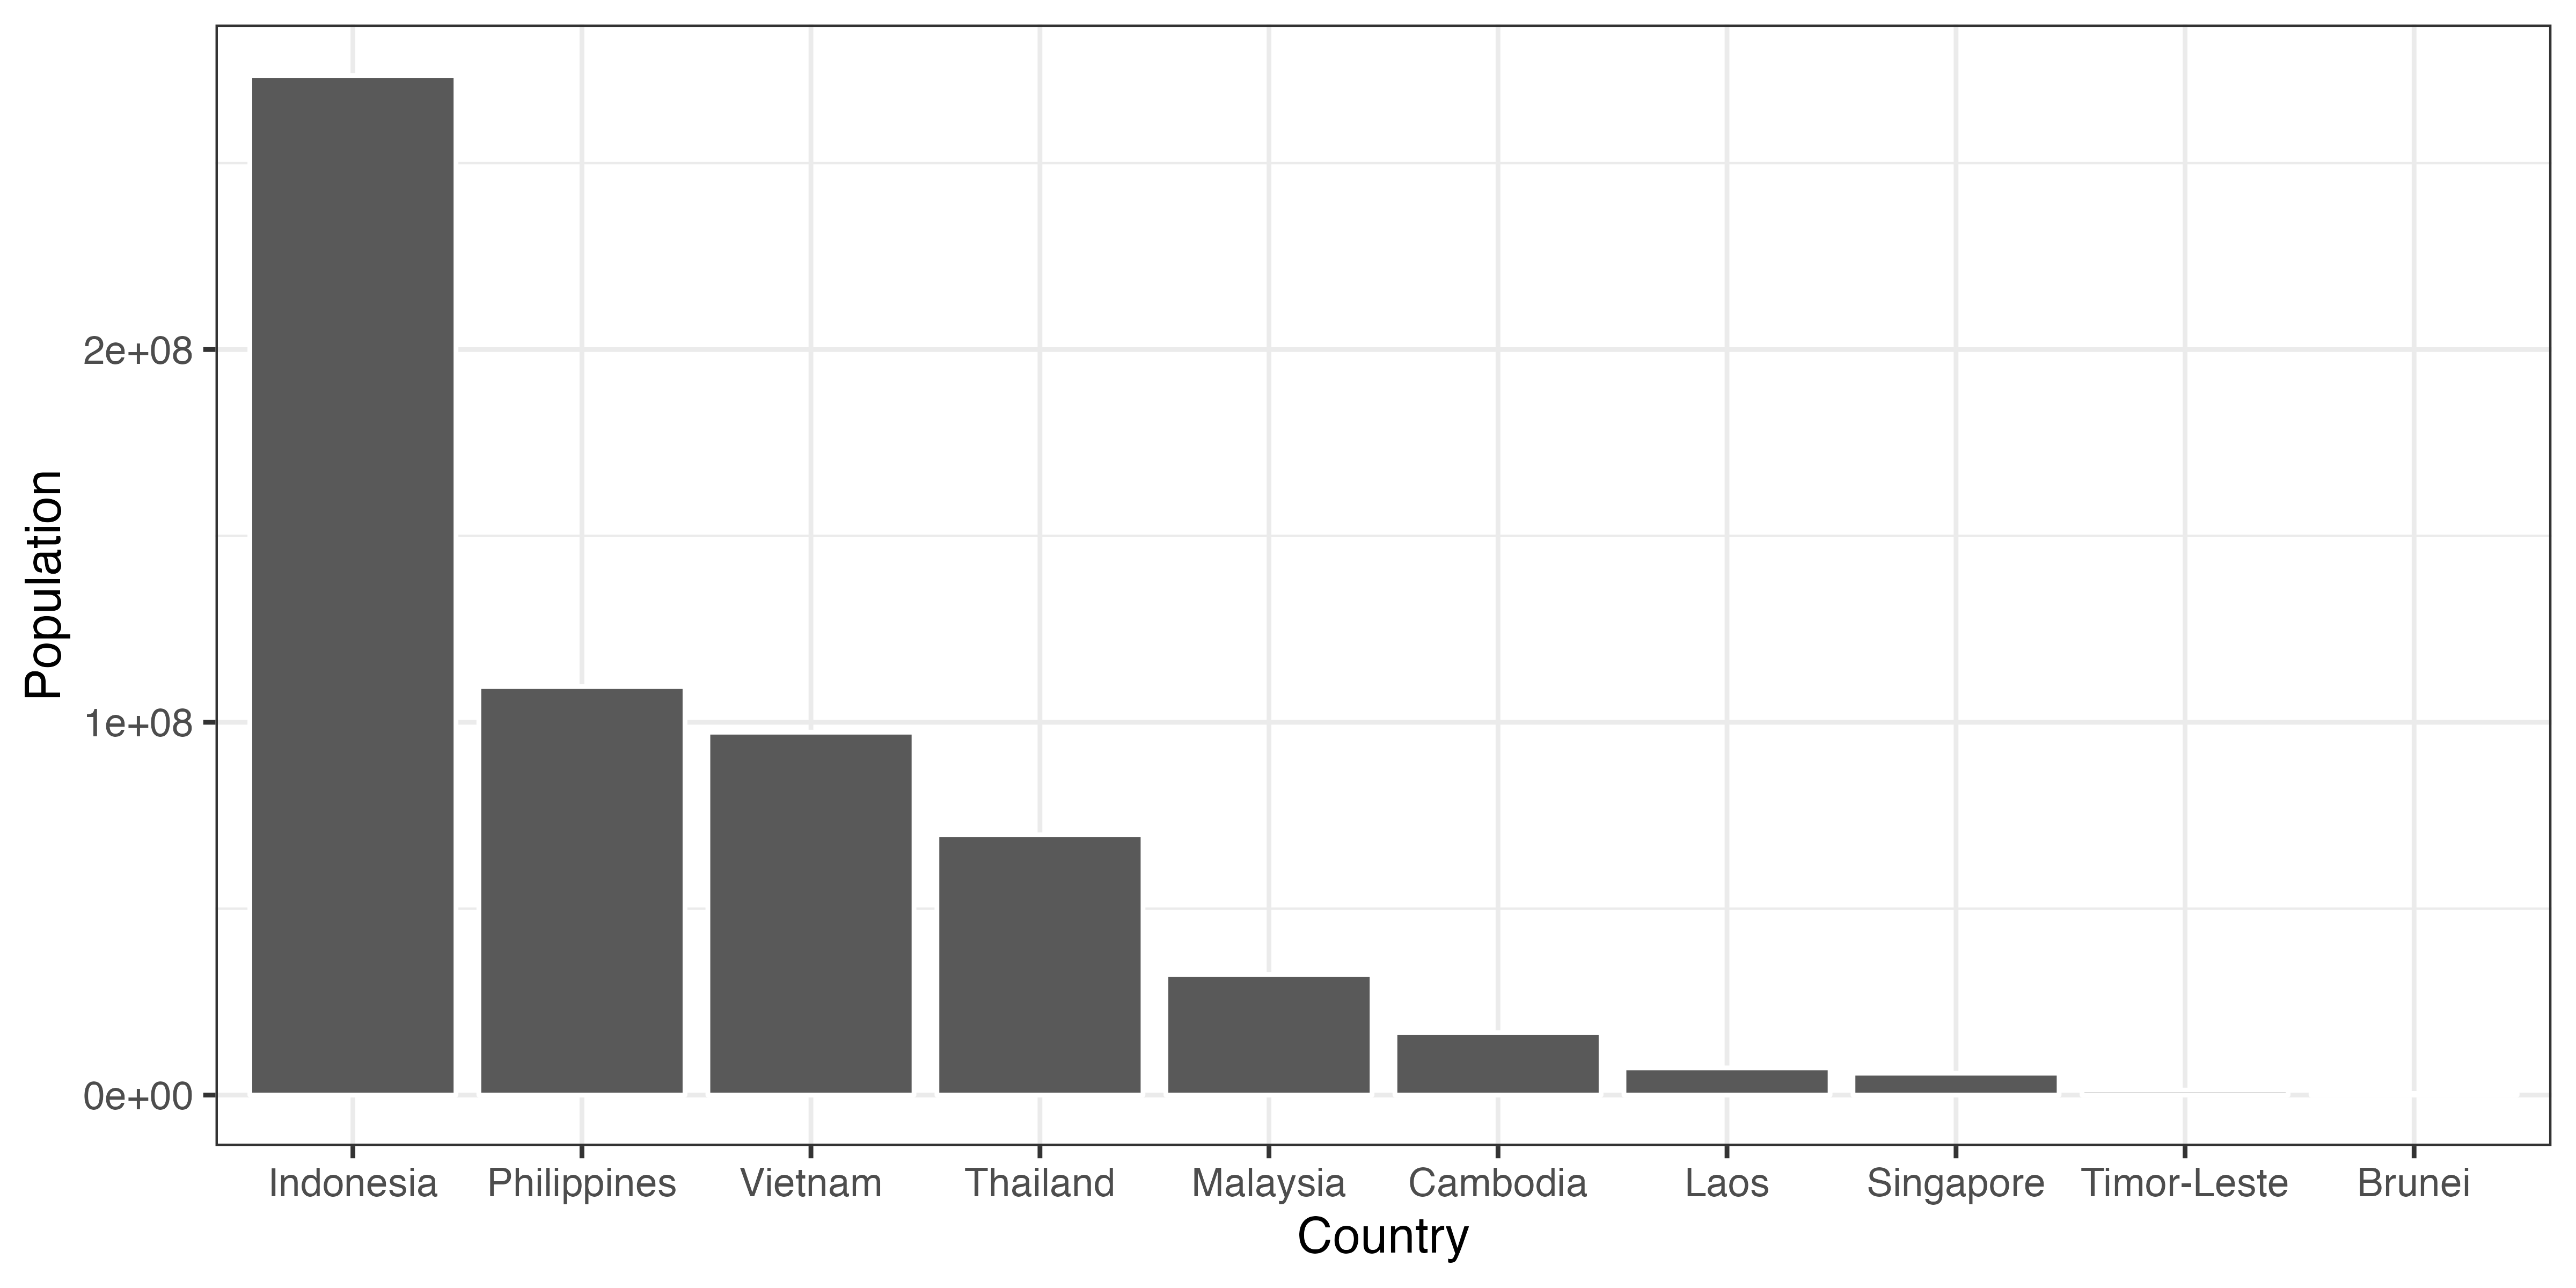 Population
2e+08
1e+08
0e+00
Indonesia Philippines Vietnam Thailand Malaysia Cambodia Laos Singapore Timor-Leste Brunei
Country